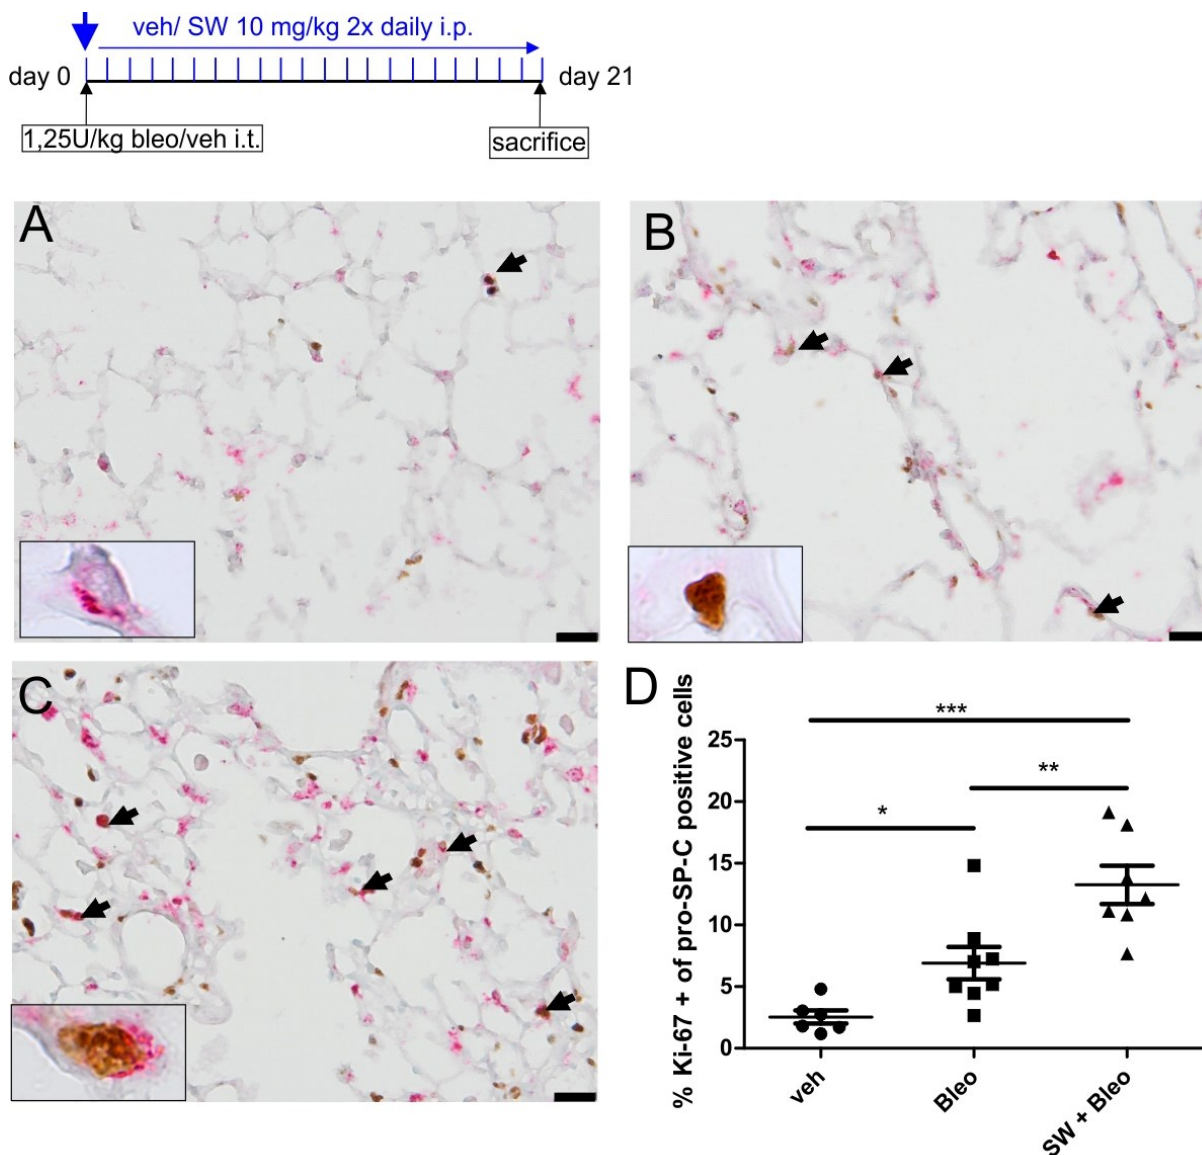 veh/ SW 10 mg/kg 2x daily i.p.
day 0
day 21
1,25U/kg bleo/veh i.t.
sacrifice
A
B
C
D
% Ki-67 + of pro-SP-C positive cells
25
20
15
10
5
0
***
**
*
veh
Bleo
SW + Bleo